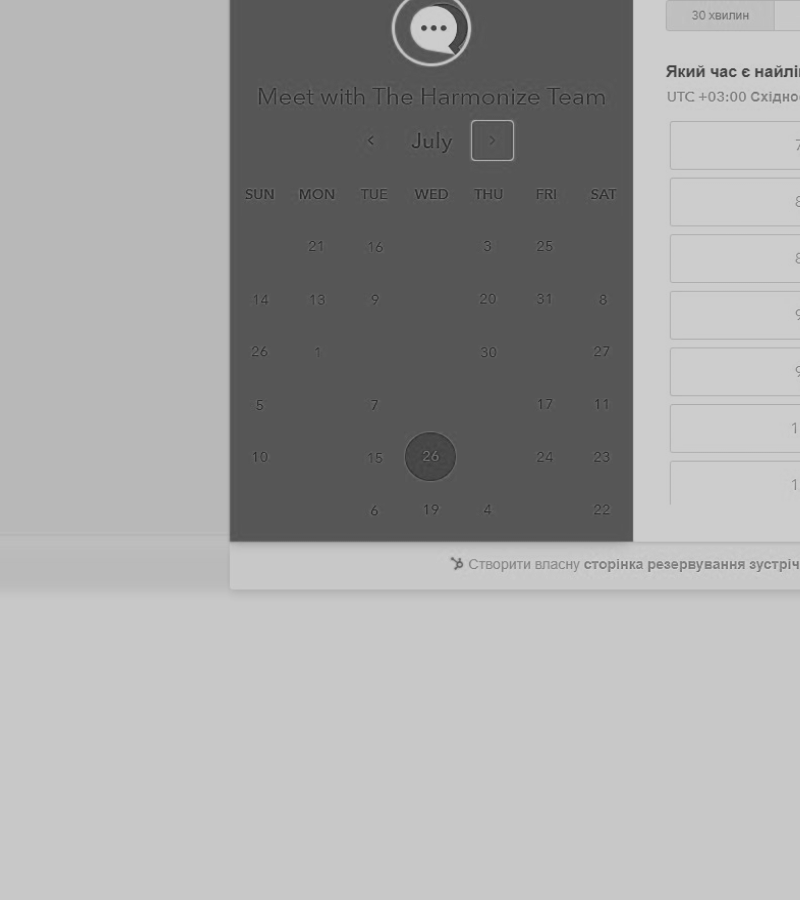 30 хвилин
Meet with The Harmonize Team
July
SUN MON TUE WED THU FRI SAT
21 16 3 25
14 13 9 20 31 8
26 1 30 27
5 7 17 11
10 15 26 24 23
6 19 4 22
Який час є найлі
UTC +03:00 Східно
7
8
8
9
9
1
1
Створити власну сторінка резервування зустріч